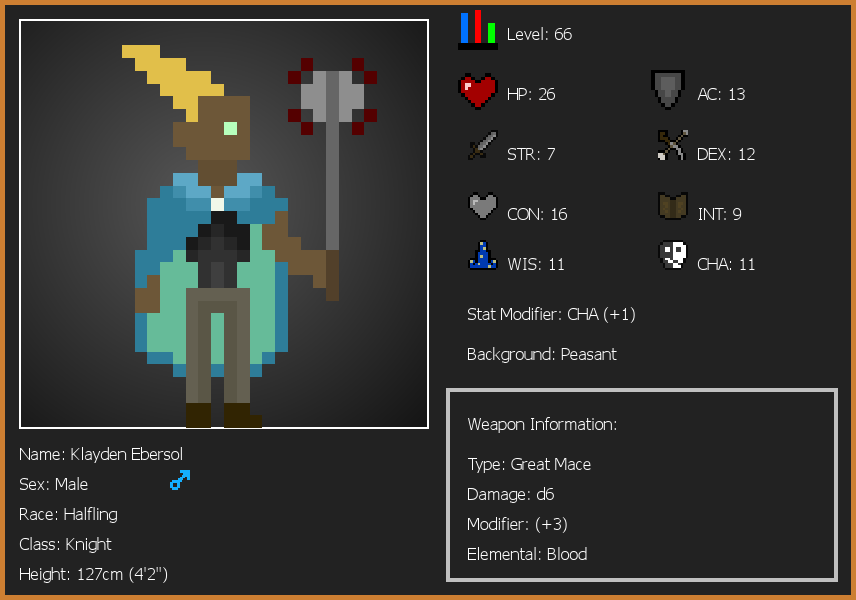 Level: 66
HP: 26
AC: 13
STR: 7
DEX: 12
CON: 16
INT: 9
WIS: 11
CHA: 11
Stat Modifier: CHA (+1)
Background: Peasant
Weapon Information:
Type: Great Mace
Damage: d6
Modifier: (+3)
Elemental: Blood
Name: Klayden Ebersol
Sex: Male
Race: Halfling
Class: Knight
Height: 127cm (4'2")